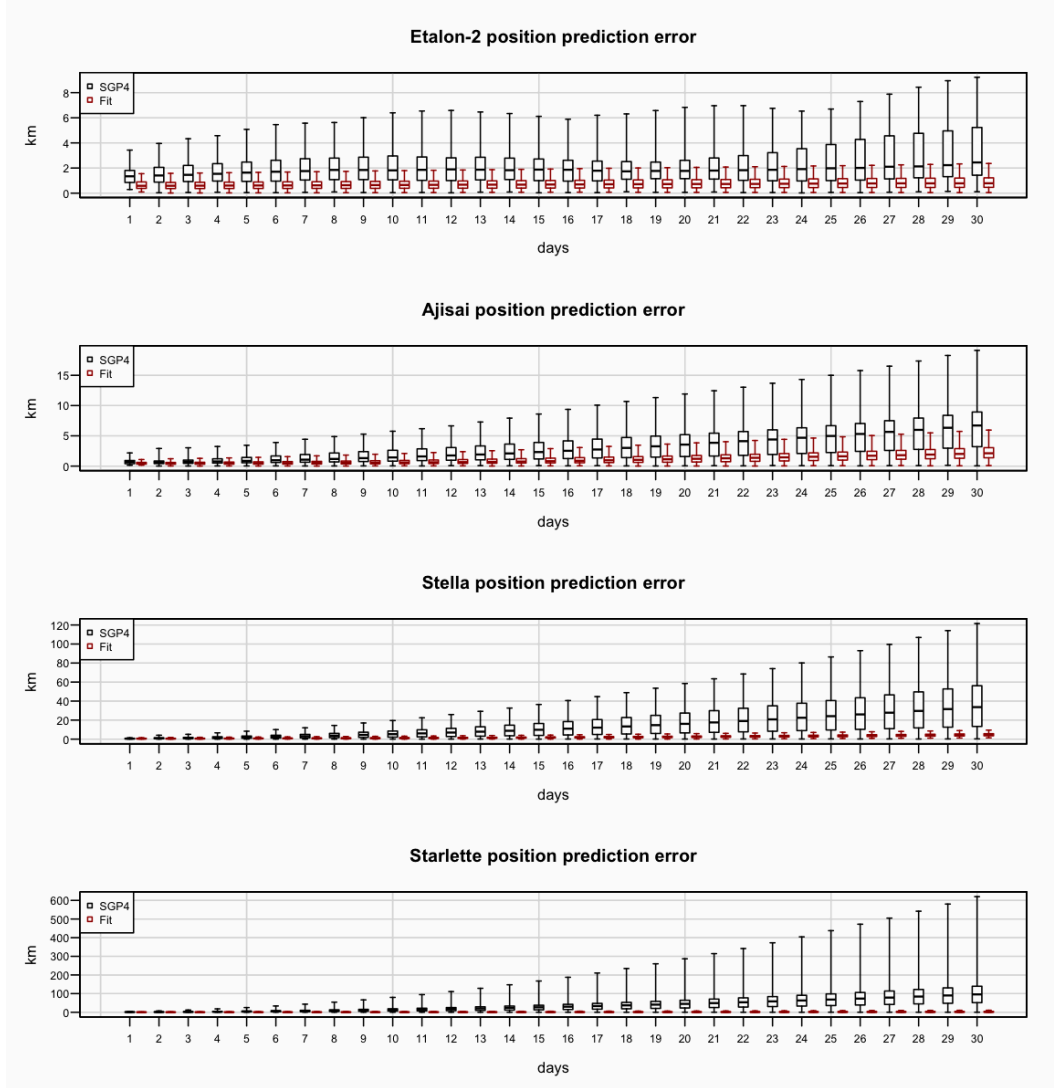 Etalon-2 position prediction error
SGP4
Fit
8
6
4
2
0
km
1 2 3 4 5 6 7 8 9 10 11 12 13 14 15 16 17 18 19 20 21 22 23 24 25 26 27 28 29 30
days
Ajisai position prediction error
SGP4
Fit
15
10
5
0
km
1 2 3 4 5 6 7 8 9 10 11 12 13 14 15 16 17 18 19 20 21 22 23 24 25 26 27 28 29 30
days
Stella position prediction error
SGP4
Fit
120
100
80
60
40
20
0
km
1 2 3 4 5 6 7 8 9 10 11 12 13 14 15 16 17 18 19 20 21 22 23 24 25 26 27 28 29 30
days
Starlette position prediction error
SGP4
Fit
600
500
400
300
200
100
0
km
1 2 3 4 5 6 7 8 9 10 11 12 13 14 15 16 17 18 19 20 21 22 23 24 25 26 27 28 29 30
days